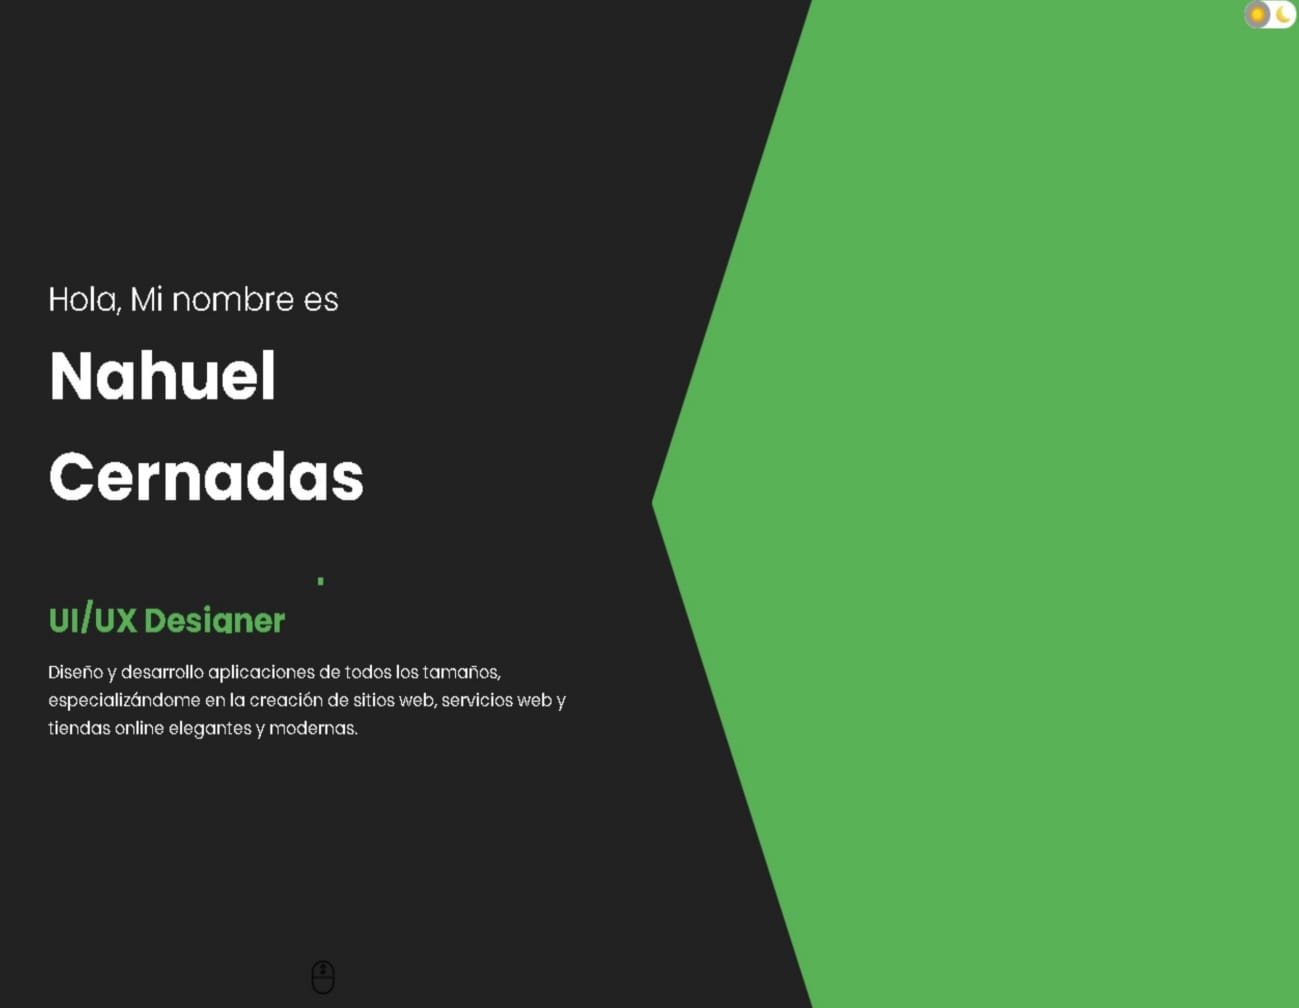 Hola, Mi nombre es
Nahuel
Cernadas
UI/UX Designer
Diseño y desarrollo aplicaciones de todos los tamaños,
especializándome en la creación de sitios web, servicios web y
tiendas online elegantes y modernas.